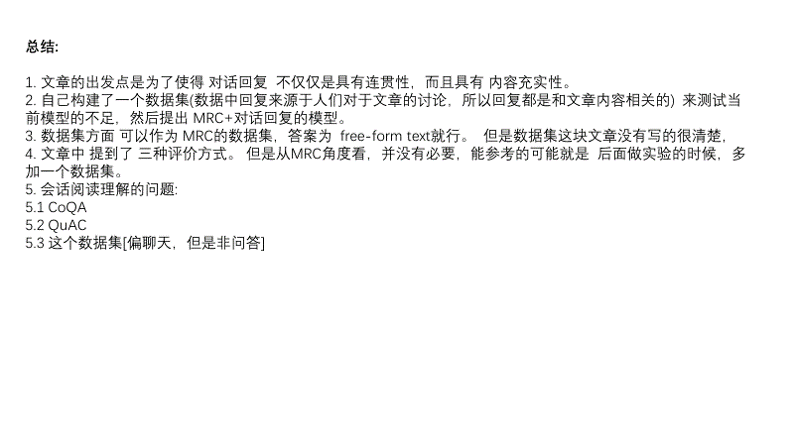 总结:
1. 文章的出发点是为了使得 对话回复 不仅仅是具有连贯性，而且具有 内容充实性。
2. 自己构建了一个数据集(数据中回复来源于人们对于文章的讨论，所以回复都是和文章内容相关的) 来测试当
前模型的不足，然后提出 MRC+对话回复的模型。
3. 数据集方面 可以作为 MRC的数据集，答案为 free-form text就行。 但是数据集这块文章没有写的很清楚，
4. 文章中 提到了 三种评价方式。 但是从MRC角度看，并没有必要，能参考的可能就是 后面做实验的时候，多
加一个数据集。
5. 会话阅读理解的问题:
5.1 CoQA
5.2 QuAC
5.3 这个数据集[偏聊天，但是非问答]